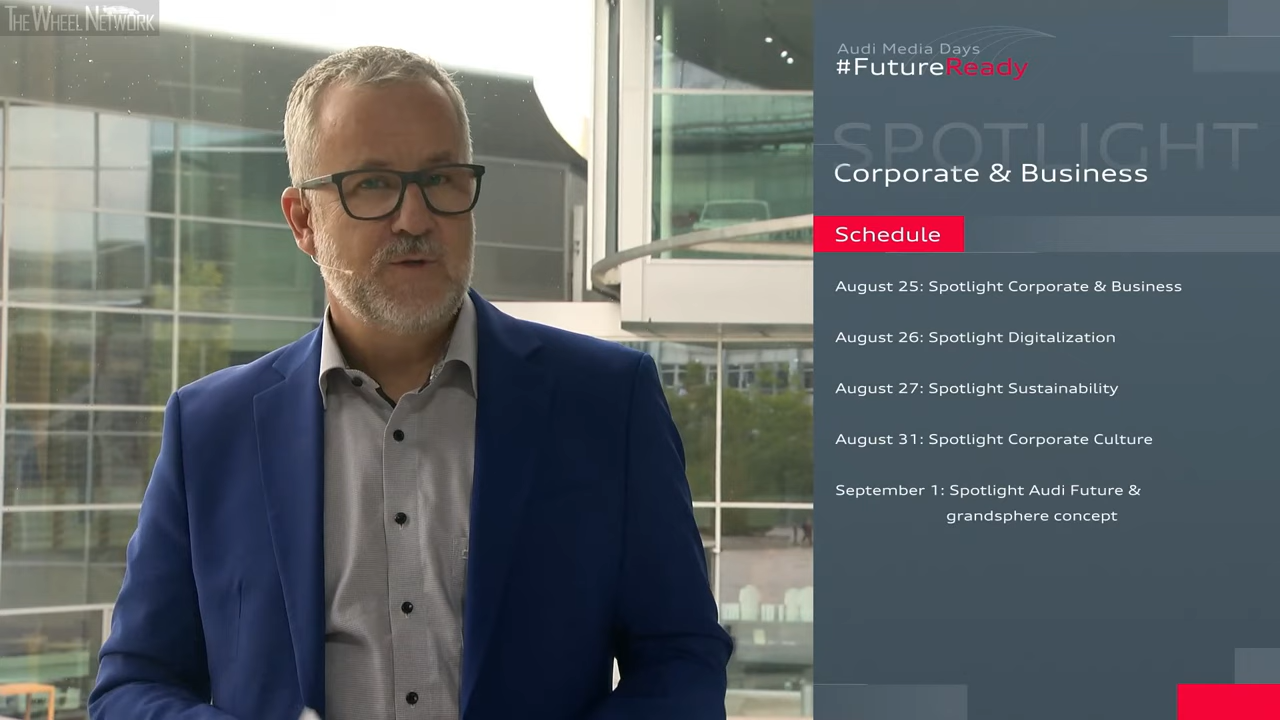 THE WHEEL NETWORK
Audi Media Days
#FutureReady
SPOTLIGHT
Corporate & Business
Schedule
August 25: Spotlight Corporate & Business
August 26: Spotlight Digitalization
August 27: Spotlight Sustainability
August 31: Spotlight Corporate Culture
September 1: Spotlight Audi Future &
grandsphere concept